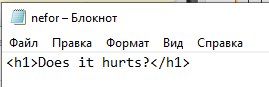 nefor – Блокнот
Файл Правка Формат Вид Справка
<h1>Does it hurts?</h1>